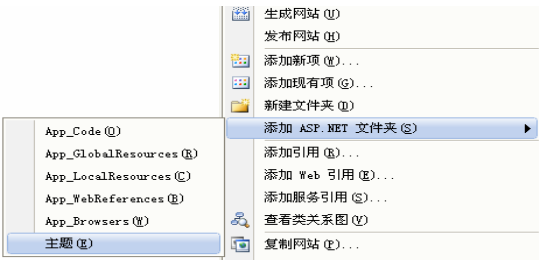 生成网站(U)
发布网站(H)
添加新项(W)...
添加现有项(G)...
新建文件夹(D)
添加 ASP.NET 文件夹(S)
添加引用(R)...
添加 Web 引用(E)...
添加服务引用(S)...
查看类关系图(V)
复制网站(P)...
App_Code(O)
App_GlobalResources(R)
App_LocalResources(C)
App_WebReferences(B)
App_Browsers(W)
主题(E)